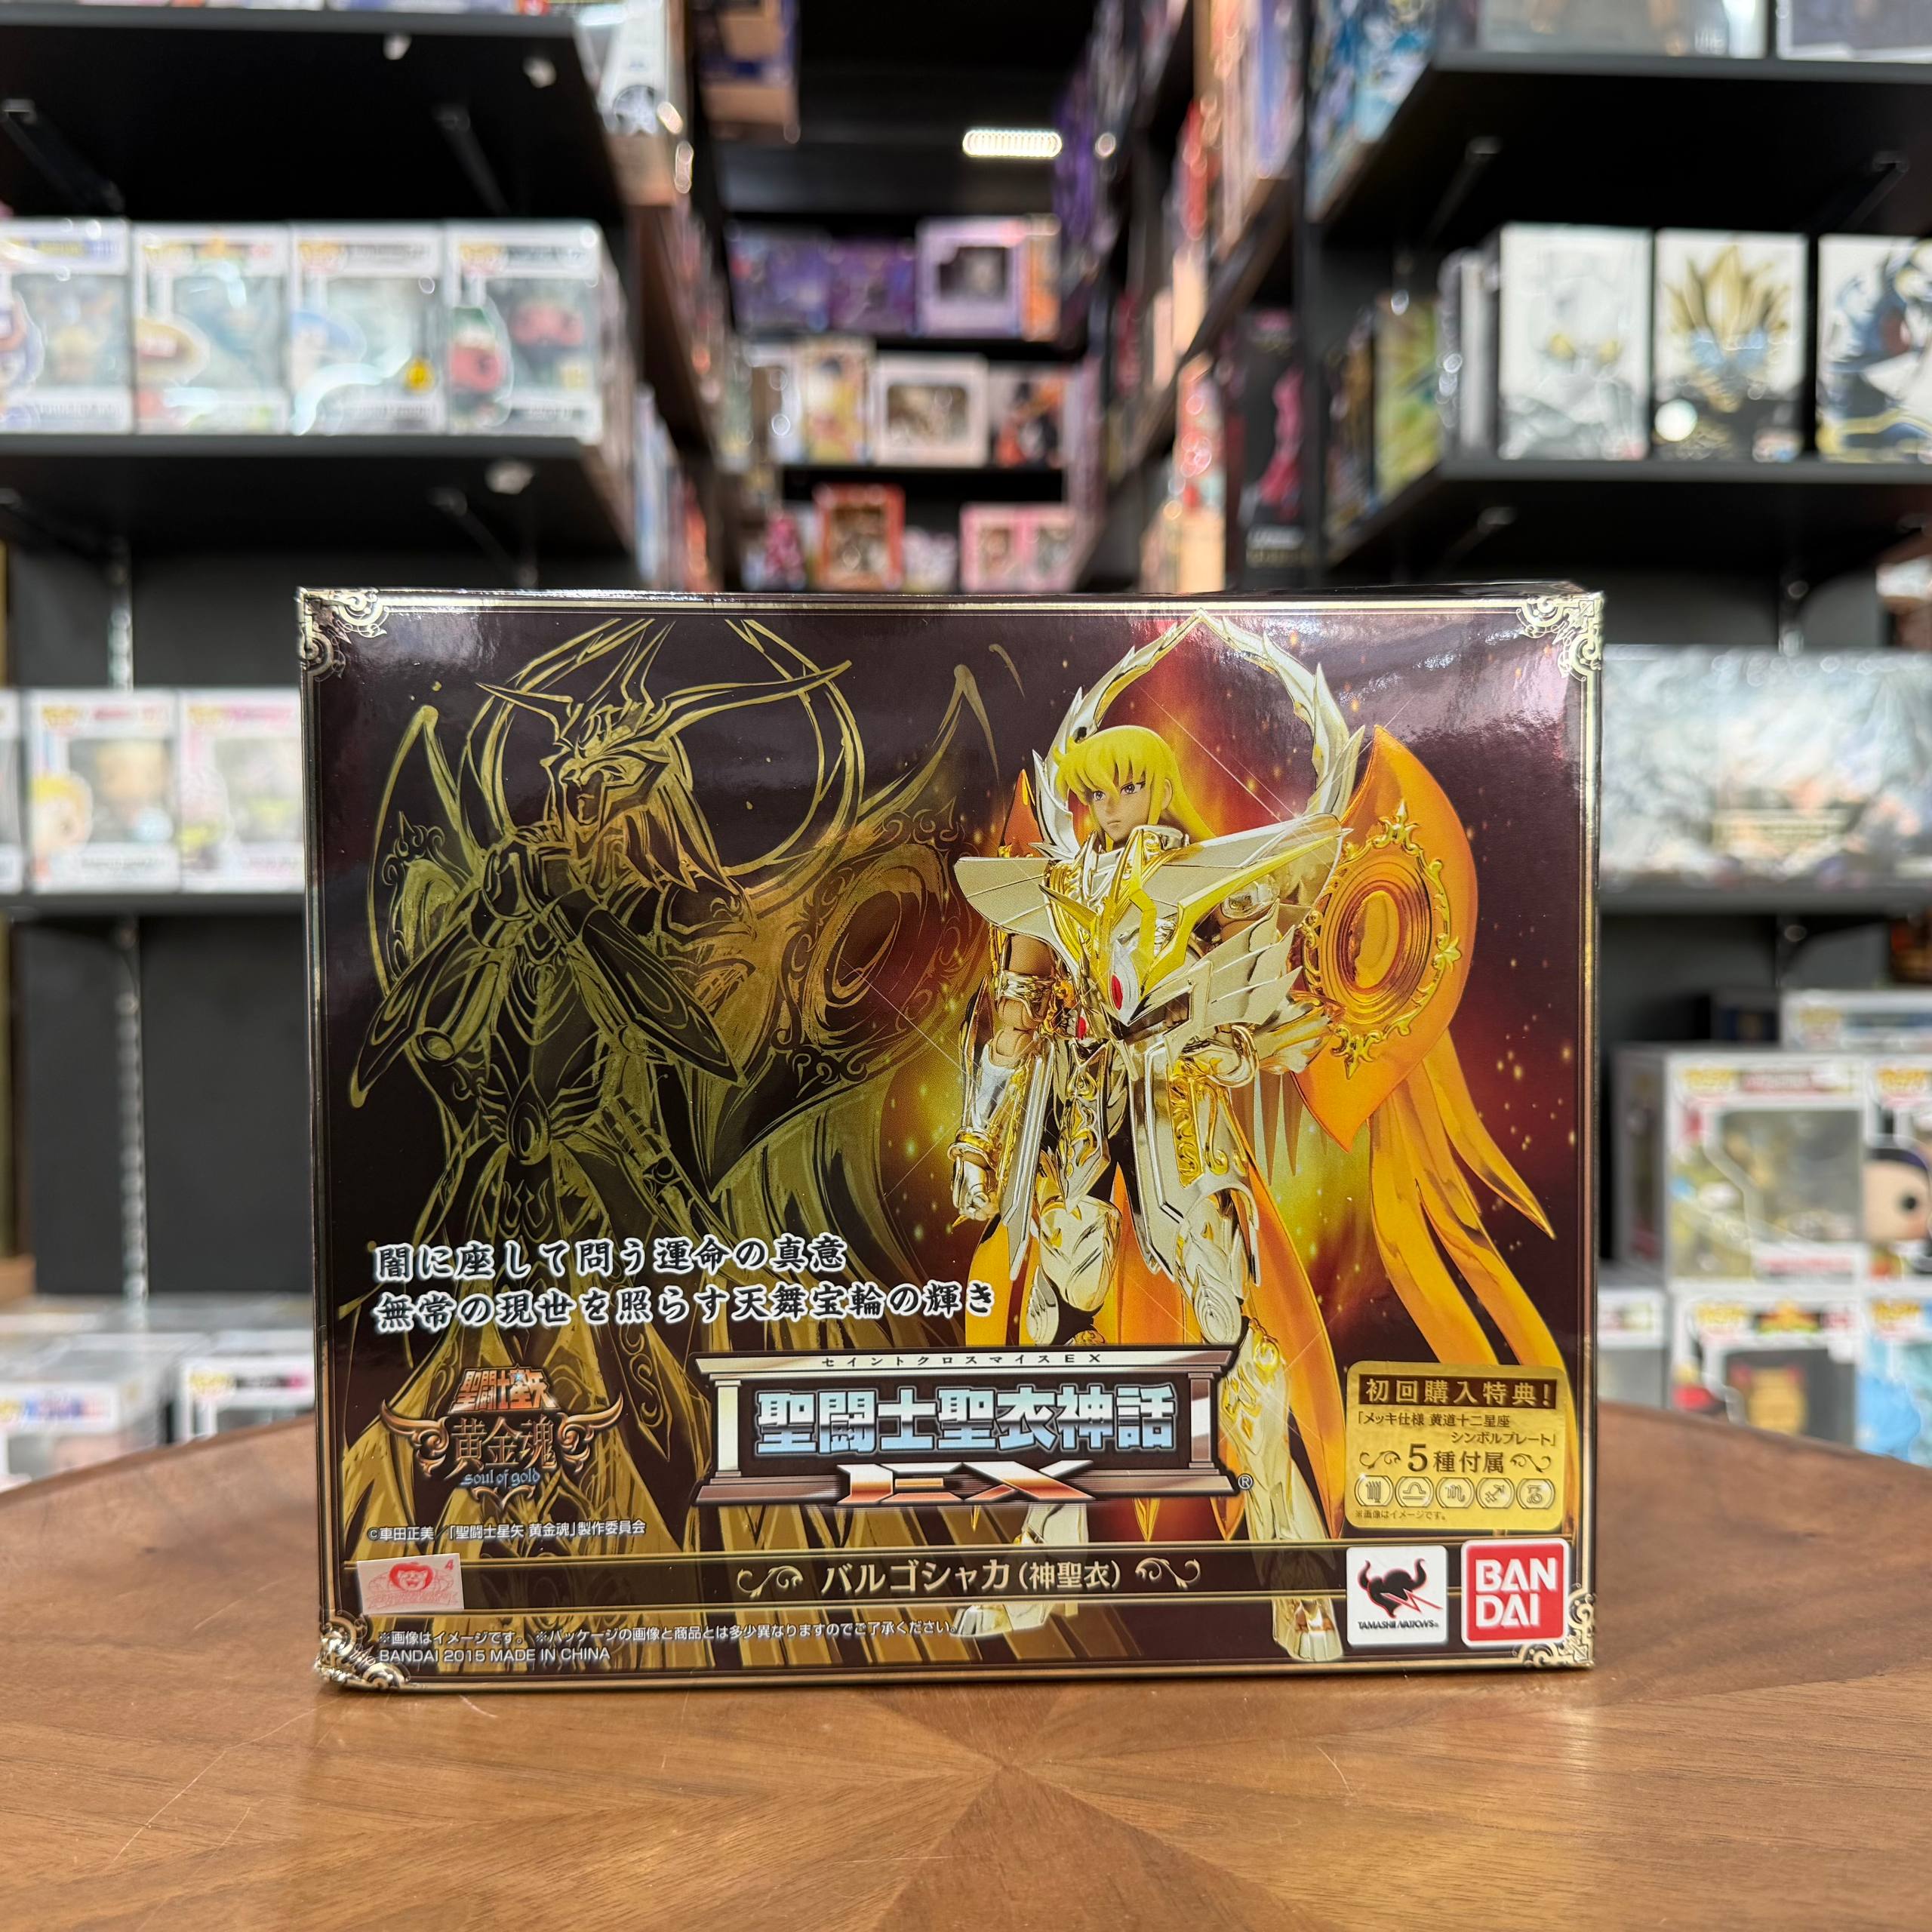 闇に座して問う運命の真意
無常の現世を照らす天舞宝輪の輝き
聖闘士星矢
黄金魂
soul of gold
セイントクロスマイスEX
聖闘士聖衣神話
EX
®
初回購入特典!
「メッキ仕様 黄道十二星座
シンボルプレート」
5種付属
※画像はイメージです。
©車田正美/「聖闘士星矢 黄金魂」製作委員会
4
バルゴシャカ(神聖衣)
TAMASHII NATIONS
BAN
DAI
※画像はイメージです。 ※パッケージの画像と商品とは多少異なりますのでご了承ください。
BANDAI 2015 MADE IN CHINA